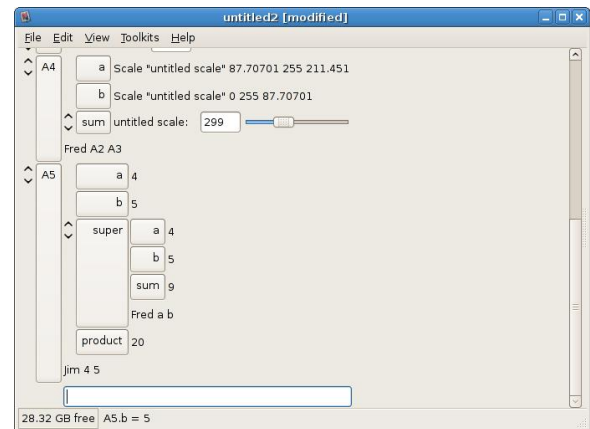 untitled2 [modified]
File Edit View Toolkits Help
A4
a Scale "untitled scale" 87.70701 255 211.451
b Scale "untitled scale" 0 255 87.70701
sum untitled scale: 299
Fred A2 A3
A5
a 4
b 5
super a 4
b 5
sum 9
Fred a b
product 20
Jim 4 5
28.32 GB free A5.b = 5